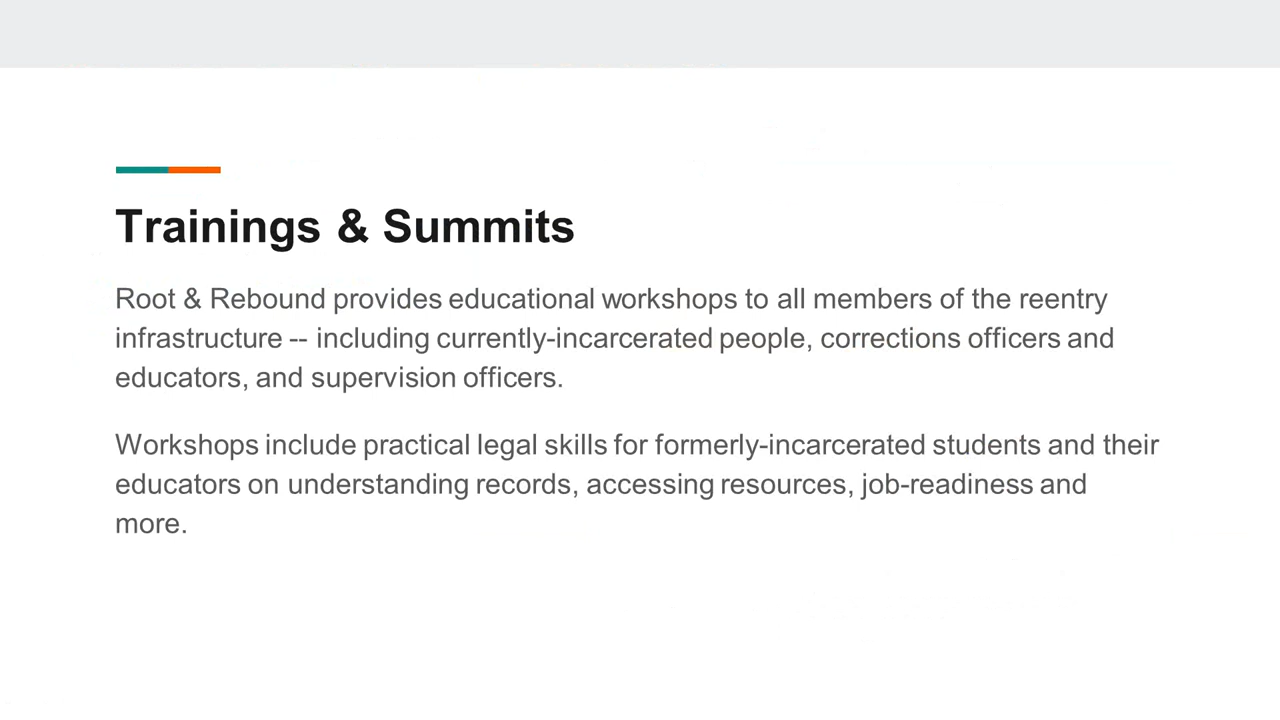 Trainings & Summits
Root & Rebound provides educational workshops to all members of the reentry
infrastructure -- including currently-incarcerated people, corrections officers and
educators, and supervision officers.
Workshops include practical legal skills for formerly-incarcerated students and their
educators on understanding records, accessing resources, job-readiness and
more.